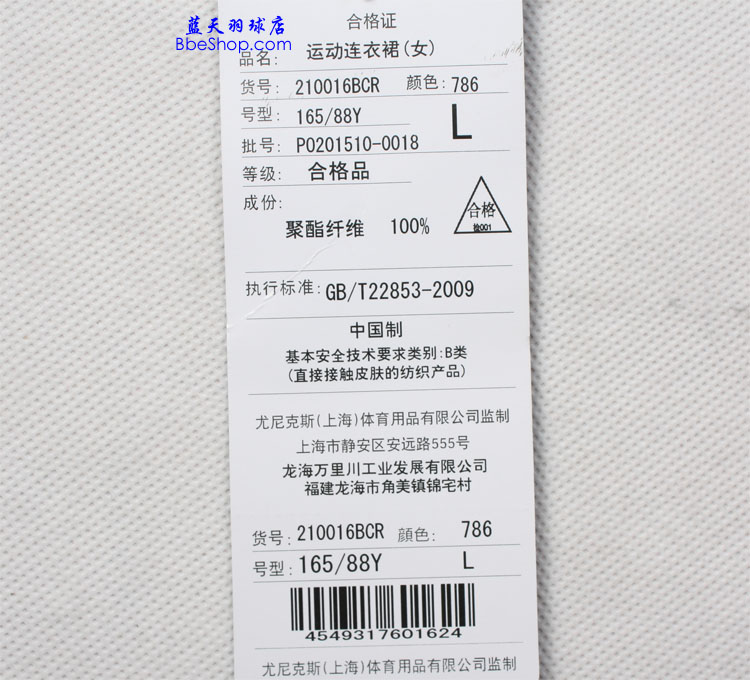 蓝天羽球店
BbeShop.com
合格证
品名: 运动连衣裙(女)
货号: 210016BCR 颜色: 786
号型: 165/88Y L
批号: PO201510-0018
等级: 合格品
成份:
聚酯纤维 100%
合格
检001
执行标准: GB/T22853-2009
中国制
基本安全技术要求类别:B类
(直接接触皮肤的纺织产品)
尤尼克斯(上海)体育用品有限公司监制
上海市静安区安远路555号
龙海万里川工业发展有限公司
福建龙海市角美镇锦宅村
货号: 210016BCR 顔色: 786
号型: 165/88Y L
4549317601624
尤尼克斯(上海)体育用品有限公司监制